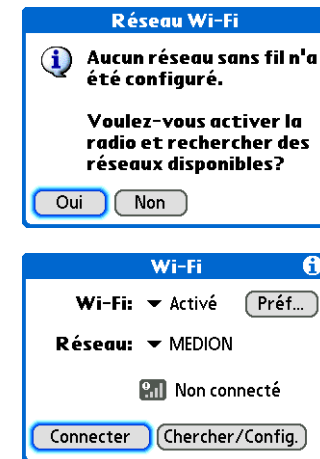 Réseau Wi-Fi
Aucun réseau sans fil n'a
été configuré.
Voulez-vous activer la
radio et rechercher des
réseaux disponibles?
Oui Non
Wi-Fi
Wi-Fi: Activé Préf...
Réseau: MEDION
Non connecté
Connecter Chercher/Config.